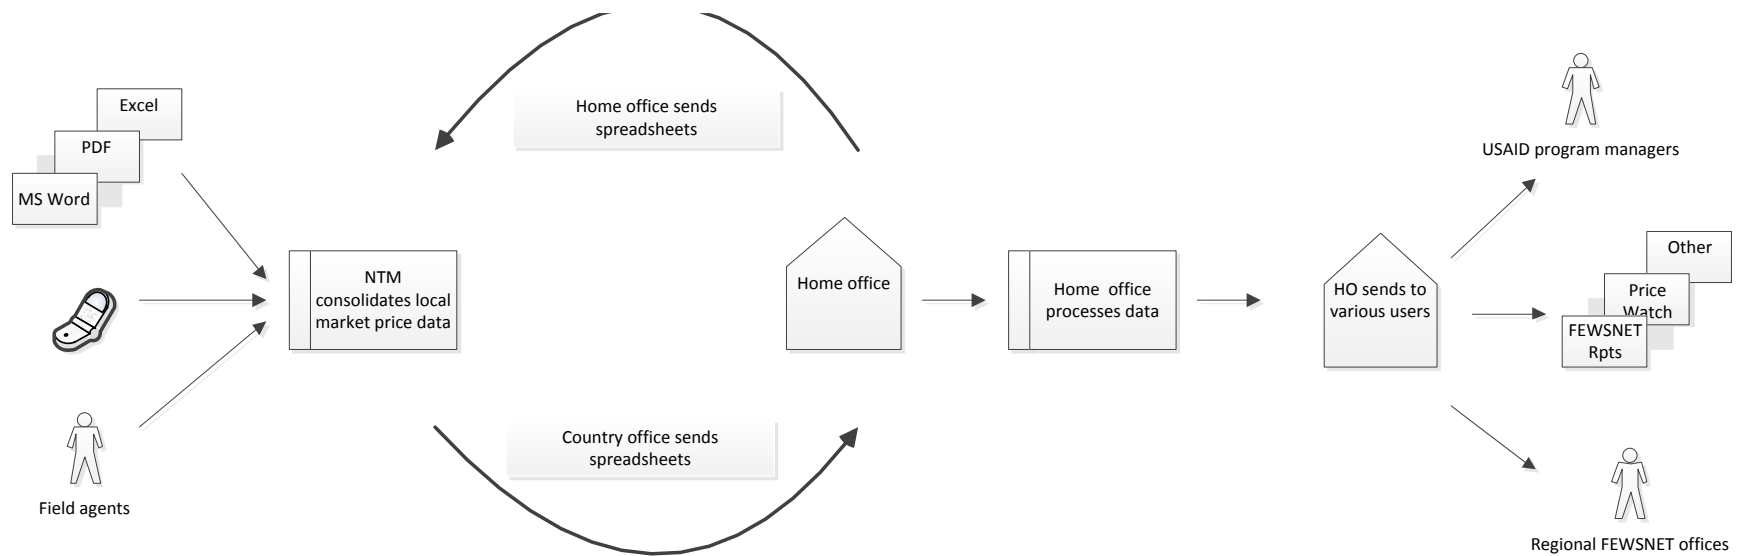 Excel
PDF
MS Word
Field agents
NTM
consolidates local
market price data
Home office sends
spreadsheets
Country office sends
spreadsheets
Home office
Home office
processes data
HO sends to
various users
USAID program managers
Other
Price
Watch
FEWSNET
Rpts
Regional FEWSNET offices